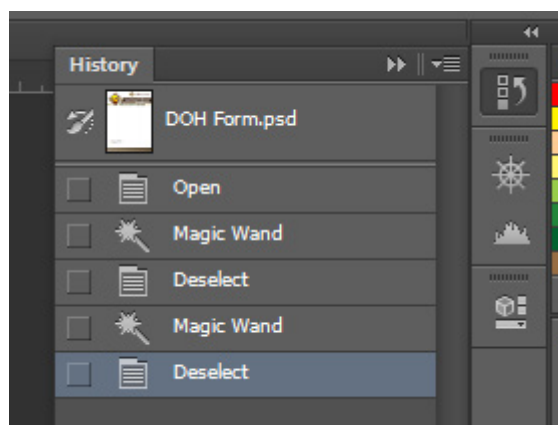 History
DOH Form.psd
Open
Magic Wand
Deselect
Magic Wand
Deselect